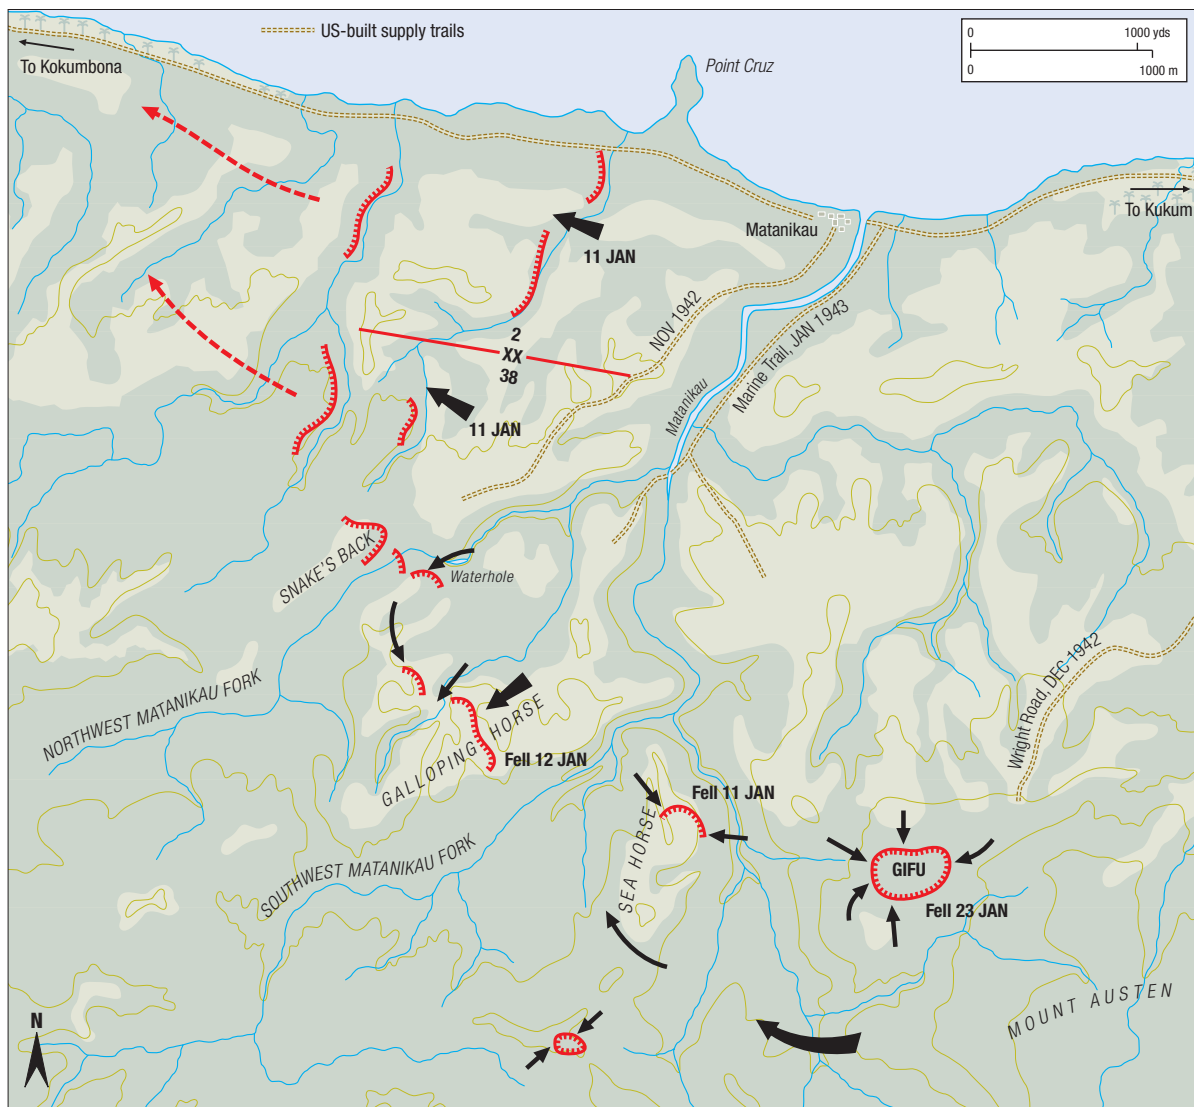 US-built supply trails
0 1000 yds
0 1000 m
To Kokumbona
Point Cruz
To Kukum
Matanikau
11 JAN
NOV 1942
Marine Trail, JAN 1943
2
XX
38
Matanikau
11 JAN
SNAKE'S BACK
Waterhole
NORTHWEST MATANIKAU FORK
GALLOPING HORSE
Fell 12 JAN
Wright Road, DEC 1942
SOUTHWEST MATANIKAU FORK
Fell 11 JAN
SEA HORSE
GIFU
Fell 23 JAN
MOUNT AUSTEN
N